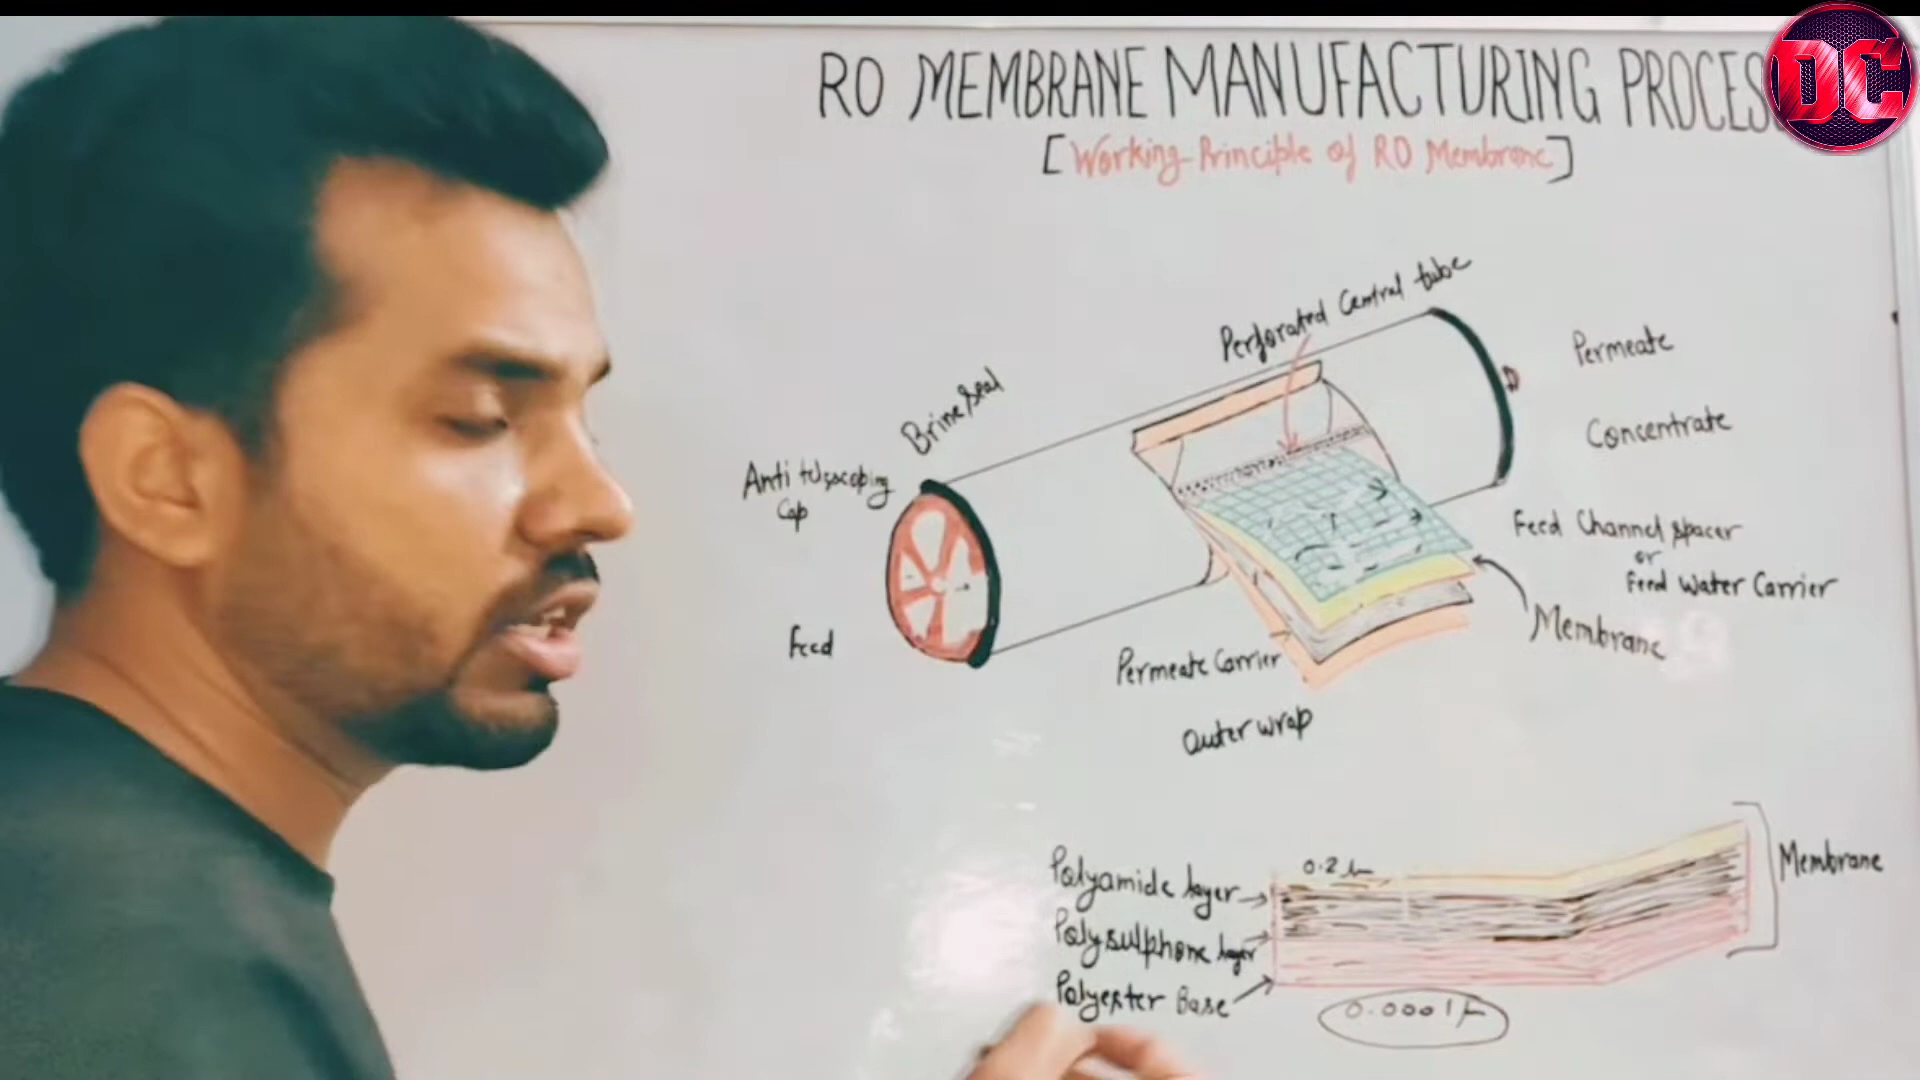 RO MEMBRANE MANUFACTURING PROCES
DC
[Working Principle of RO Membrane]
Perforated Central tube
Permeate
Brine seal
Concentrate
Anti telsocoping
Cap
Feed Channel spacer
or
Feed Water Carrier
Feed
Membrane
Permeate Carrier
Outer wrap
0.2 μ
Polyamide layer
Membrane
Polysulphone layer
Polyester Base
0.0001 μ